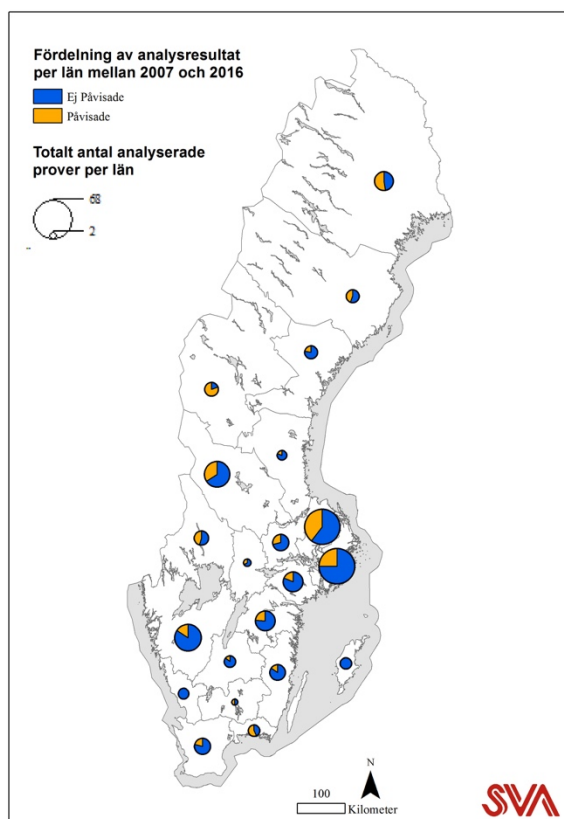 Fördelning av analysresultat
per län mellan 2007 och 2016
Ej Påvisade
Påvisade
Totalt antal analyserade
prover per län
68
2
N
100
Kilometer
SVA